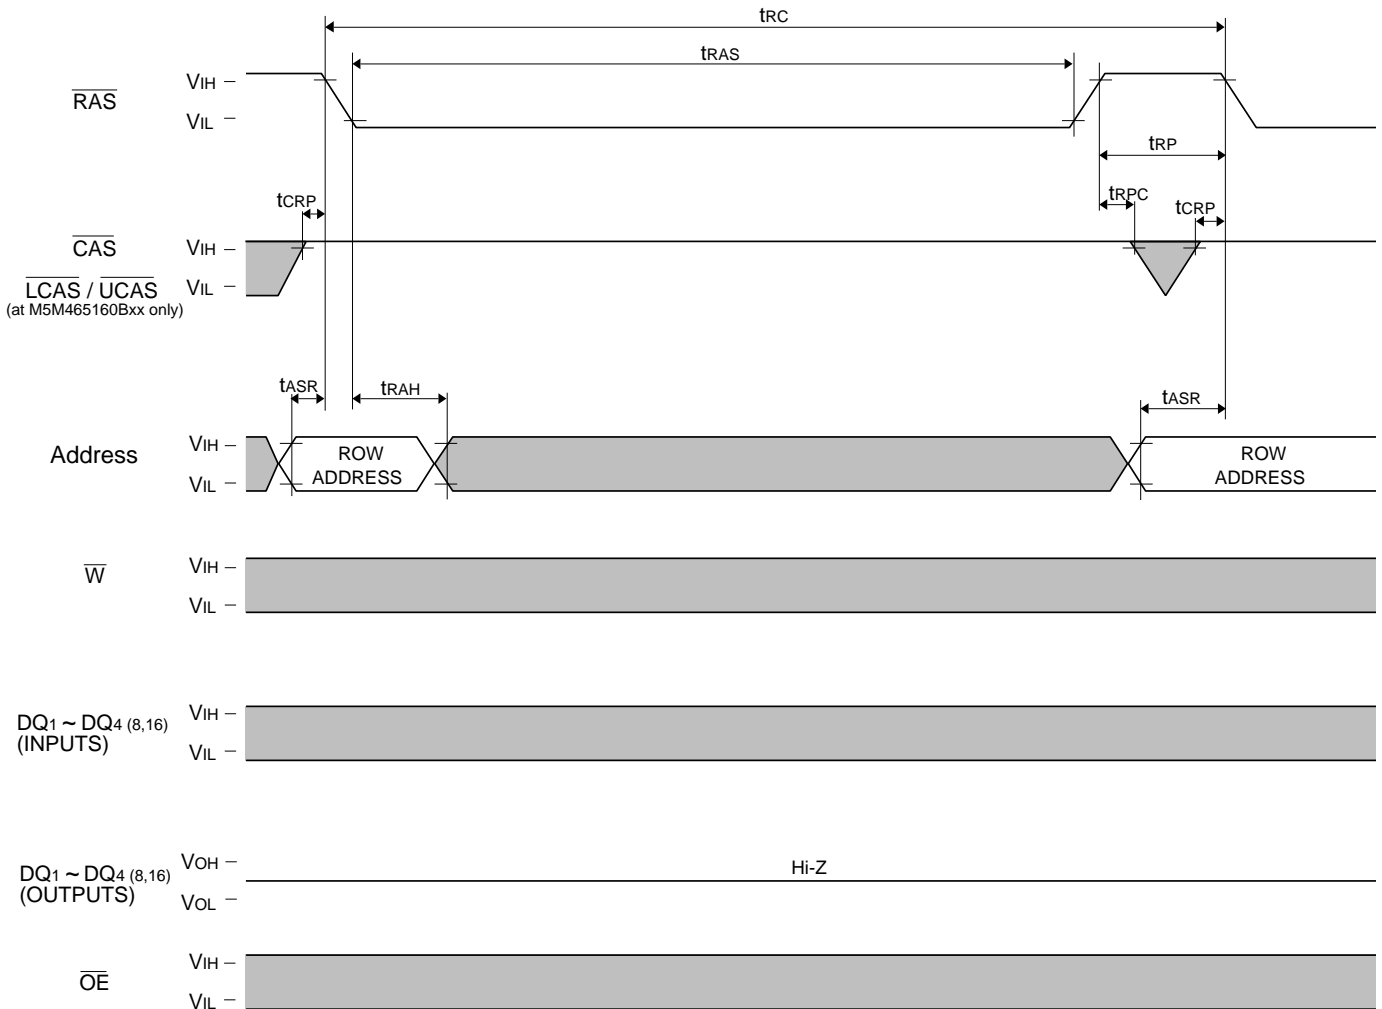 tRC
tRAS
RAS
VIH
VIL
tRP
tCRP
tRPC
tCRP
CAS
VIH
LCAS / UCAS
VIL
(at M5M465160Bxx only)
tASR
tRAH
tASR
Address
VIH
VIL
ROW
ADDRESS
ROW
ADDRESS
W
VIH
VIL
DQ1 ~ DQ4 (8,16)
(INPUTS)
VIH
VIL
DQ1 ~ DQ4 (8,16)
(OUTPUTS)
VOH
VOL
Hi-Z
OE
VIH
VIL